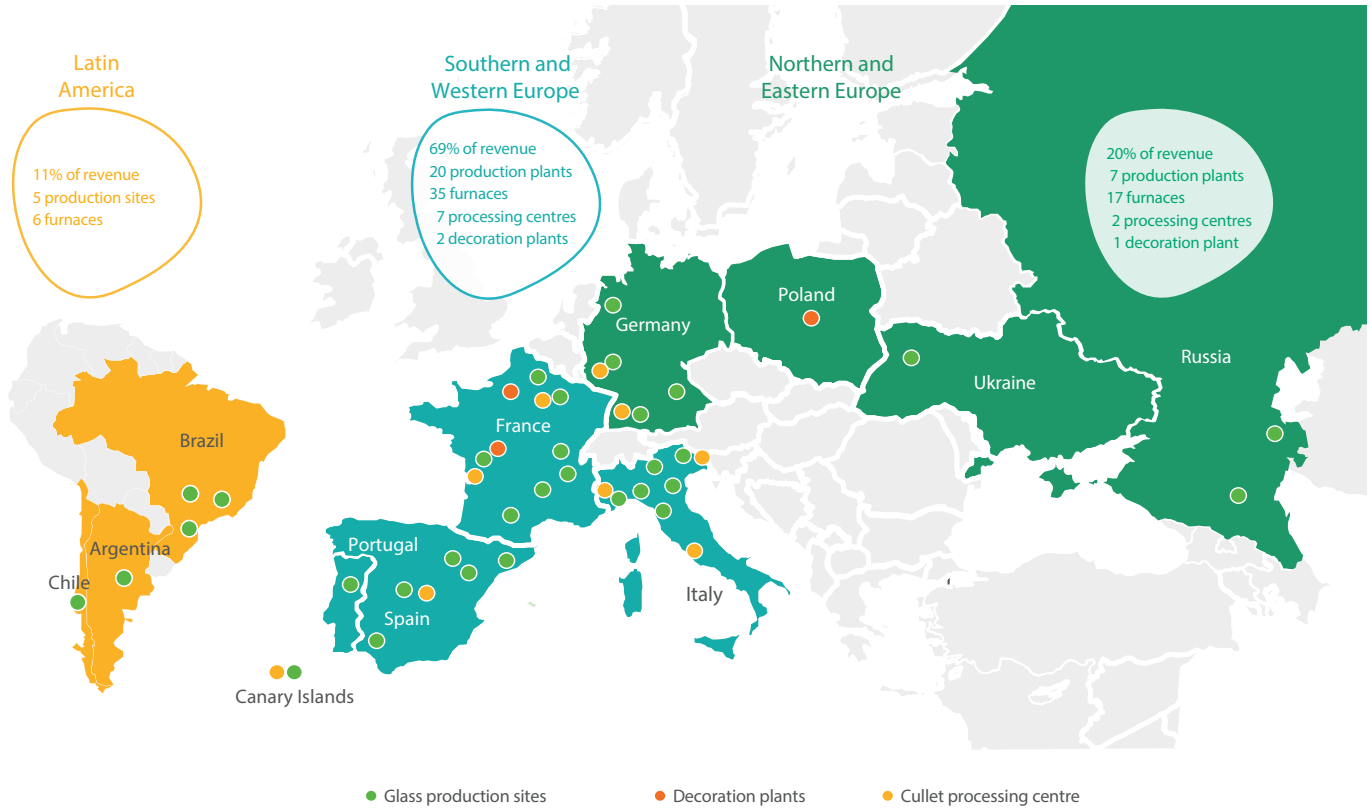 Latin
America
11% of revenue
5 production sites
6 furnaces
Southern and
Western Europe
69% of revenue
20 production plants
35 furnaces
7 processing centres
2 decoration plants
Northern and
Eastern Europe
20% of revenue
7 production plants
17 furnaces
2 processing centres
1 decoration plant
Poland
Germany
Russia
Ukraine
France
Brazil
Portugal
Argentina
Chile
Italy
Spain
Canary Islands
Glass production sites
Decoration plants
Cullet processing centre